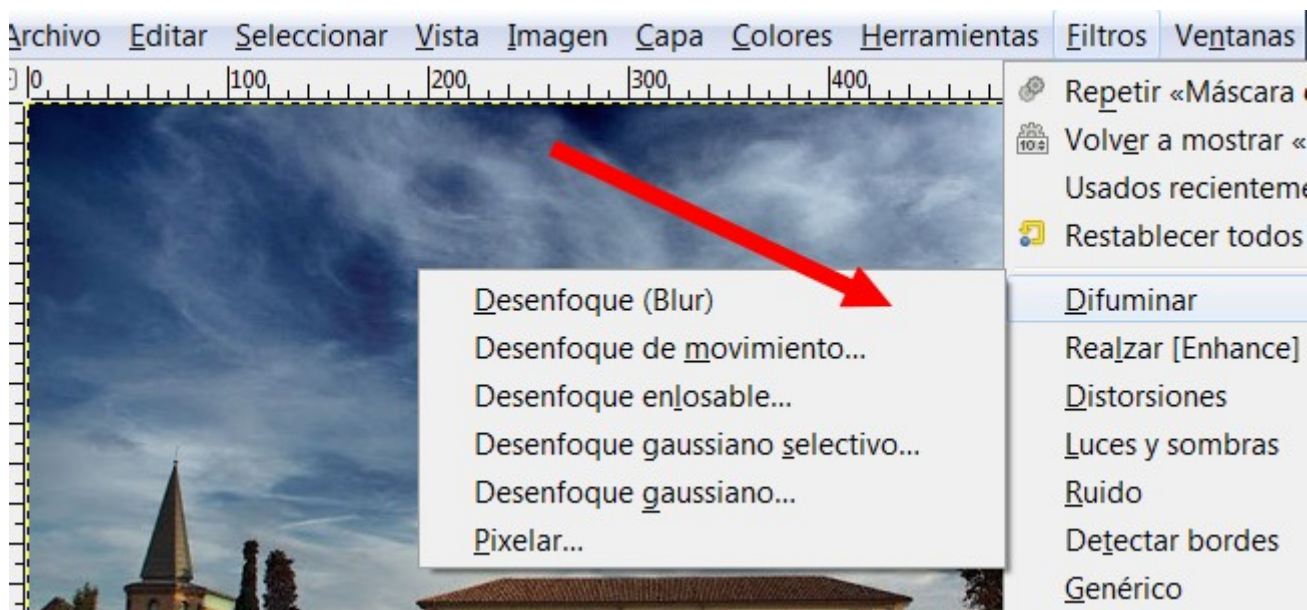 Archivo Editar Seleccionar Vista Imagen Capa Colores Herramientas Filtros Ventanas
0 100 200 300 400
Repetir «Máscara
Volver a mostrar «
Usados recienteme
Restablecer todos
Difuminar
Realzar [Enhance]
Distorsiones
Luces y sombras
Ruido
Detectar bordes
Genérico
Desenfoque (Blur)
Desenfoque de movimiento...
Desenfoque enlosable...
Desenfoque gaussiano selectivo...
Desenfoque gaussiano...
Pixelar...